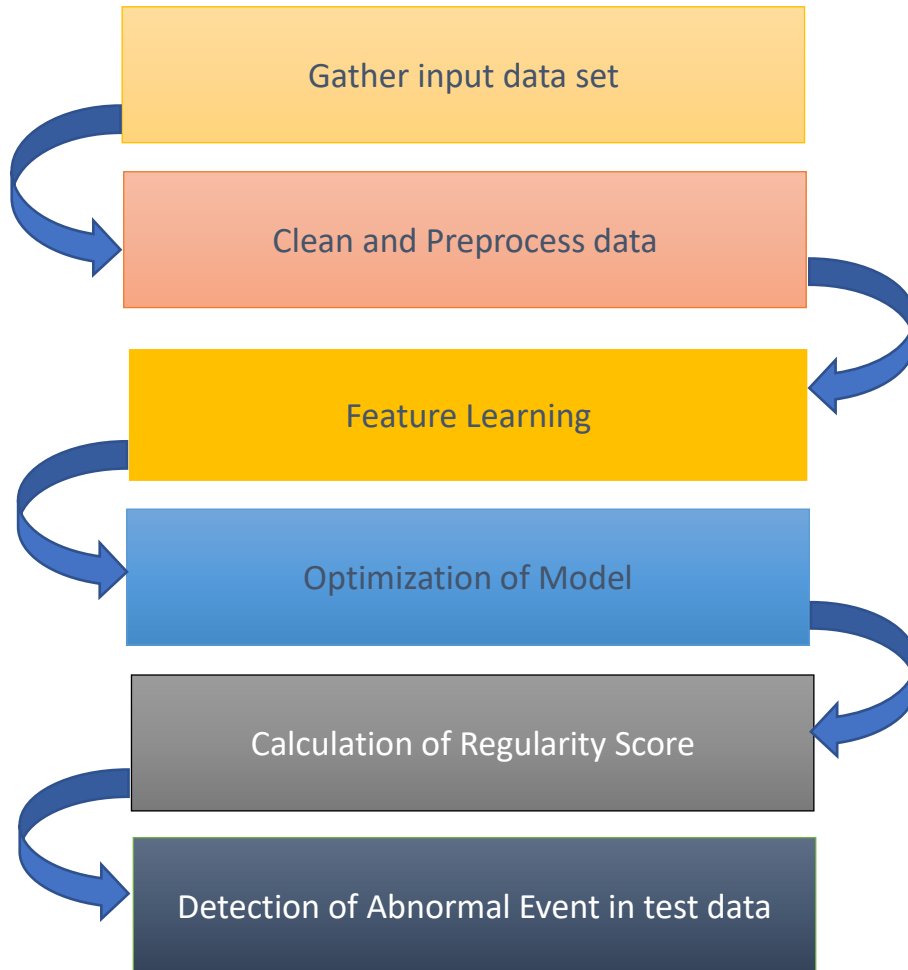 Gather input data set
Clean and Preprocess data
Feature Learning
Optimization of Model
Calculation of Regularity Score
Detection of Abnormal Event in test data